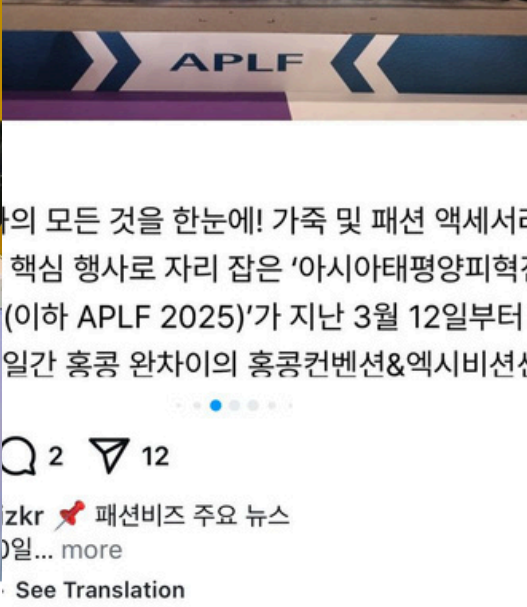 APLF
의 모든 것을 한눈에! 가죽 및 패션 액세서
핵심 행사로 자리 잡은 ‘아시아태평양피혁
(이하 APLF 2025)’가 지난 3월 12일부터
일간 홍콩 완차이의 홍콩컨벤션&엑시비션
2 12
izkr 📌 패션비즈 주요 뉴스
0일... more
See Translation